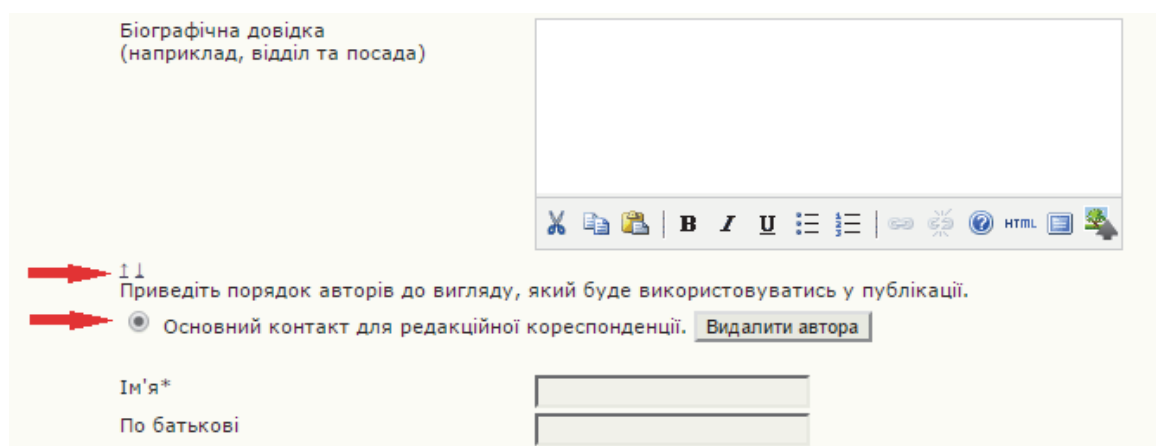 Біографічна довідка
(наприклад, відділ та посада)
B I U HTML
↑↓
Приведіть порядок авторів до вигляду, який буде використовуватись у публікації.
Основний контакт для редакційної кореспонденції. Видалити автора
Ім'я*
По батькові